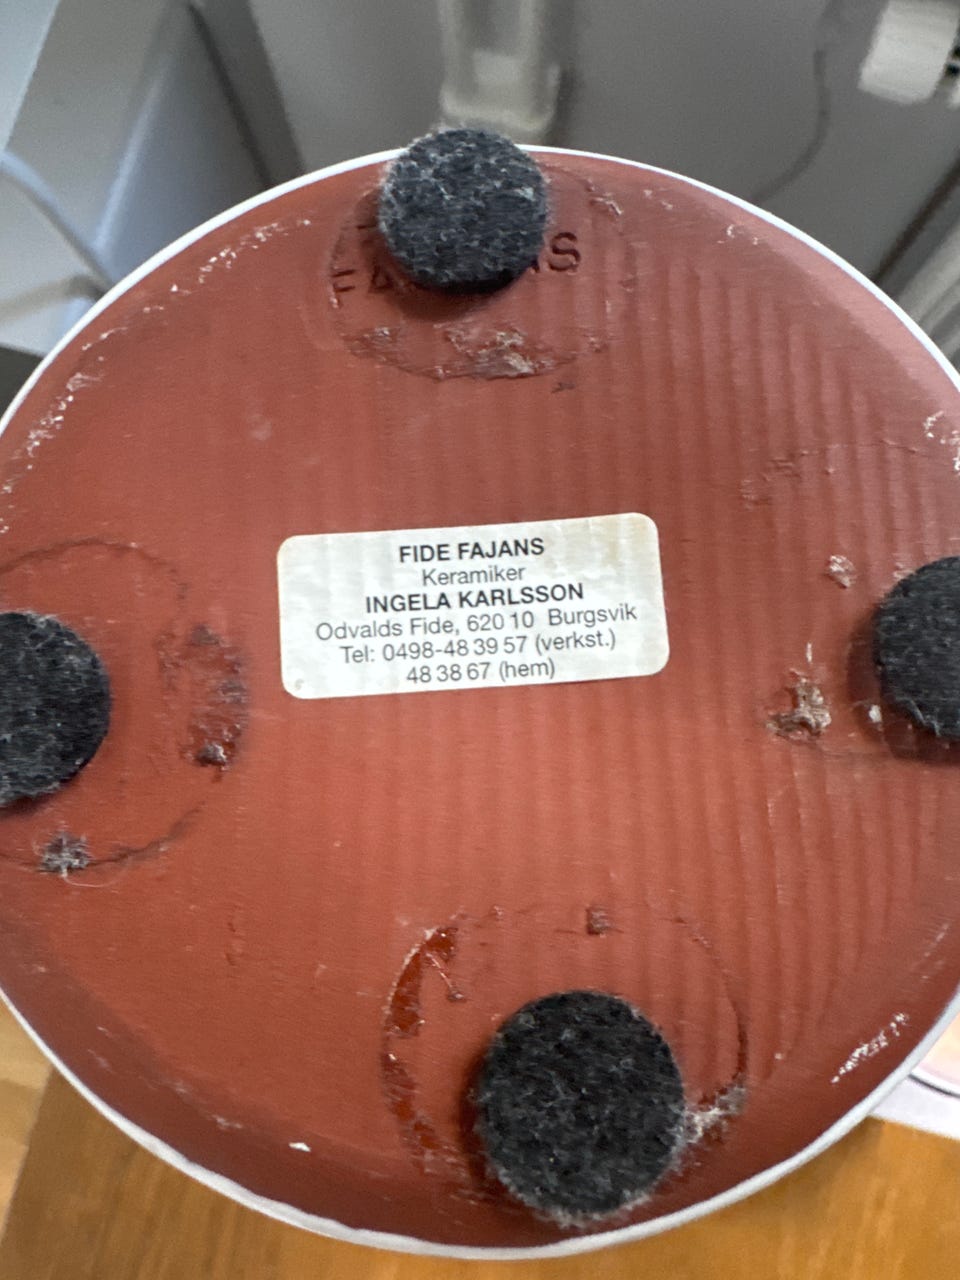 FIDE FAJANS
Keramiker
INGELA KARLSSON
Odvalds Fide, 620 10 Burgsvik
Tel: 0498-48 39 57 (verkst.)
48 38 67 (hem)